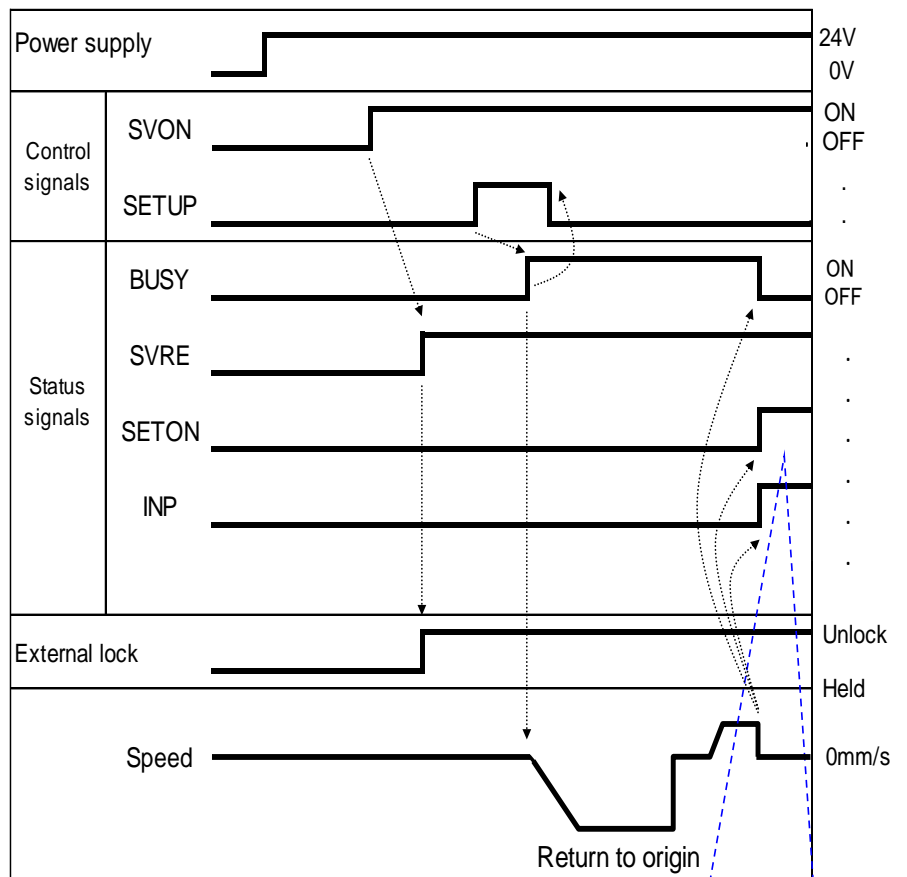 Power supply
24V
0V
Control
signals
SVON
ON
OFF
SETUP
.
.
Status
signals
BUSY
ON
OFF
SVRE
.
.
SETON
.
.
INP
.
.
External lock
Unlock
Held
Speed
0mm/s
Return to origin